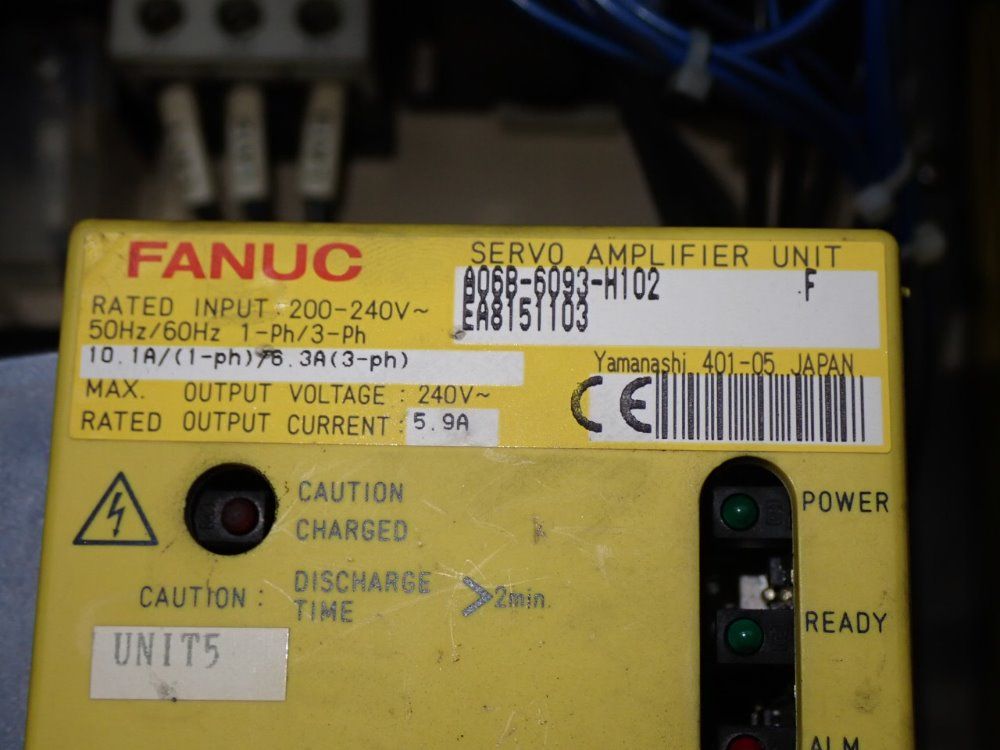 FANUC
SERVO AMPLIFIER UNIT
A06B-6093-H102 F
EA8151103
RATED INPUT : 200-240V~
50Hz/60Hz 1-Ph/3-Ph
10.1A/(1-ph)/6.3A(3-ph)
MAX. OUTPUT VOLTAGE : 240V~
RATED OUTPUT CURRENT : 5.9A
Yamanashi 401-05 JAPAN
CE
CAUTION
CHARGED
CAUTION : DISCHARGE
TIME >2min.
UNIT5
POWER
READY
ALM